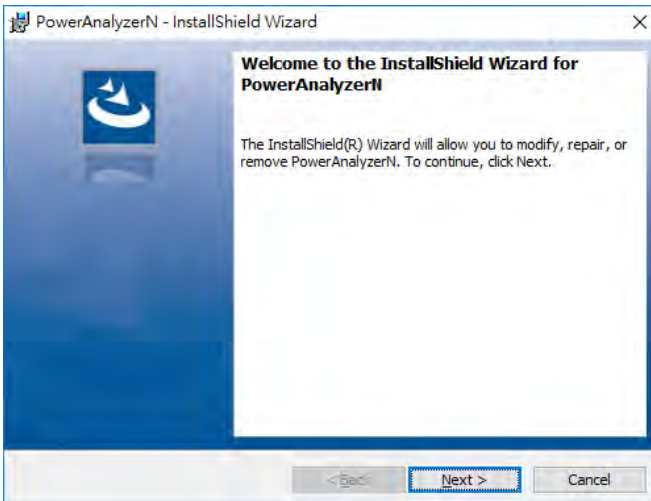 PowerAnalyzerN - InstallShield Wizard
Welcome to the InstallShield Wizard for
PowerAnalyzerN
The InstallShield(R) Wizard will allow you to modify, repair, or
remove PowerAnalyzerN. To continue, click Next.
< Back Next > Cancel